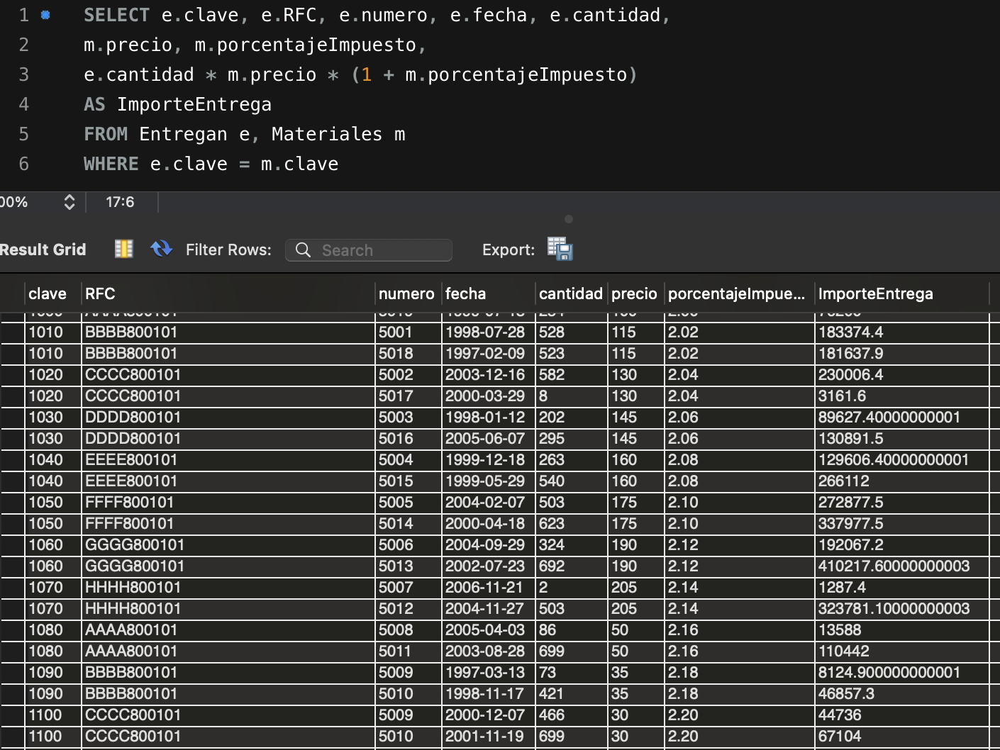 1 SELECT e.clave, e.RFC, e.numero, e.fecha, e.cantidad,
2 m.precio, m.porcentajeImpuesto,
3 e.cantidad * m.precio * (1 + m.porcentajeImpuesto)
4 AS ImporteEntrega
5 FROM Entregan e, Materiales m
6 WHERE e.clave = m.clave
00% 17:6
Result Grid Filter Rows: Search Export:
clave RFC numero fecha cantidad precio porcentajeImpue... ImporteEntrega
1010 BBBB800101 5001 1998-07-28 528 115 2.02 183374.4
1010 BBBB800101 5018 1997-02-09 523 115 2.02 181637.9
1020 CCCC800101 5002 2003-12-16 582 130 2.04 230006.4
1020 CCCC800101 5017 2000-03-29 8 130 2.04 3161.6
1030 DDDD800101 5003 1998-01-12 202 145 2.06 89627.40000000001
1030 DDDD800101 5016 2005-06-07 295 145 2.06 130891.5
1040 EEEE800101 5004 1999-12-18 263 160 2.08 129606.40000000001
1040 EEEE800101 5015 1999-05-29 540 160 2.08 266112
1050 FFFF800101 5005 2004-02-07 503 175 2.10 272877.5
1050 FFFF800101 5014 2000-04-18 623 175 2.10 337977.5
1060 GGGG800101 5006 2004-09-29 324 190 2.12 192067.2
1060 GGGG800101 5013 2002-07-23 692 190 2.12 410217.60000000003
1070 HHHH800101 5007 2006-11-21 2 205 2.14 1287.4
1070 HHHH800101 5012 2004-11-27 503 205 2.14 323781.10000000003
1080 AAAA800101 5008 2005-04-03 86 50 2.16 13588
1080 AAAA800101 5011 2003-08-28 699 50 2.16 110442
1090 BBBB800101 5009 1997-03-13 73 35 2.18 8124.900000000001
1090 BBBB800101 5010 1998-11-17 421 35 2.18 46857.3
1100 CCCC800101 5009 2000-12-07 466 30 2.20 44736
1100 CCCC800101 5010 2001-11-19 699 30 2.20 67104